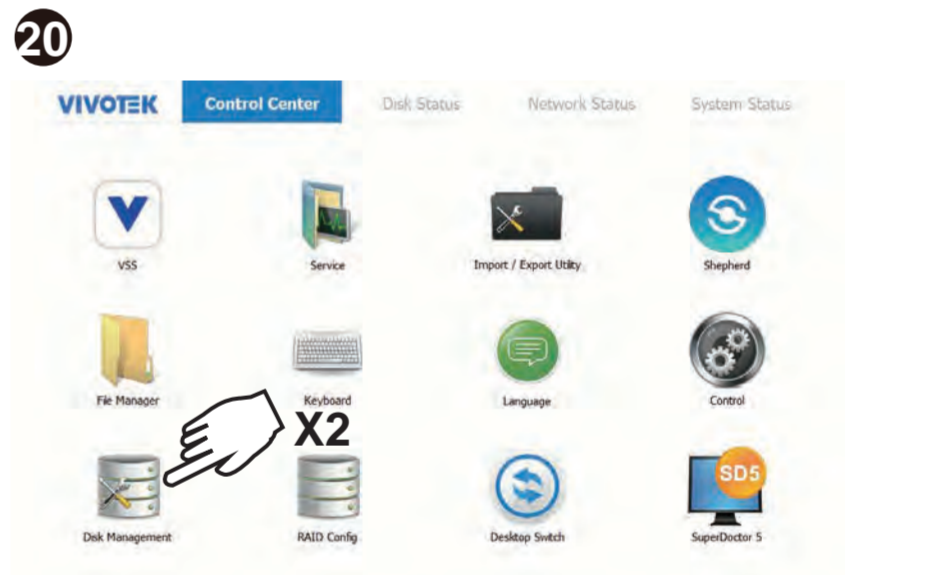 20
VIVOTEK Control Center Disk Status Network Status System Status
VSS Service Import / Export Utility Shepherd
File Manager Keyboard Language Control
X2
SD5
Disk Management RAID Config Desktop Switch SuperDoctor 5